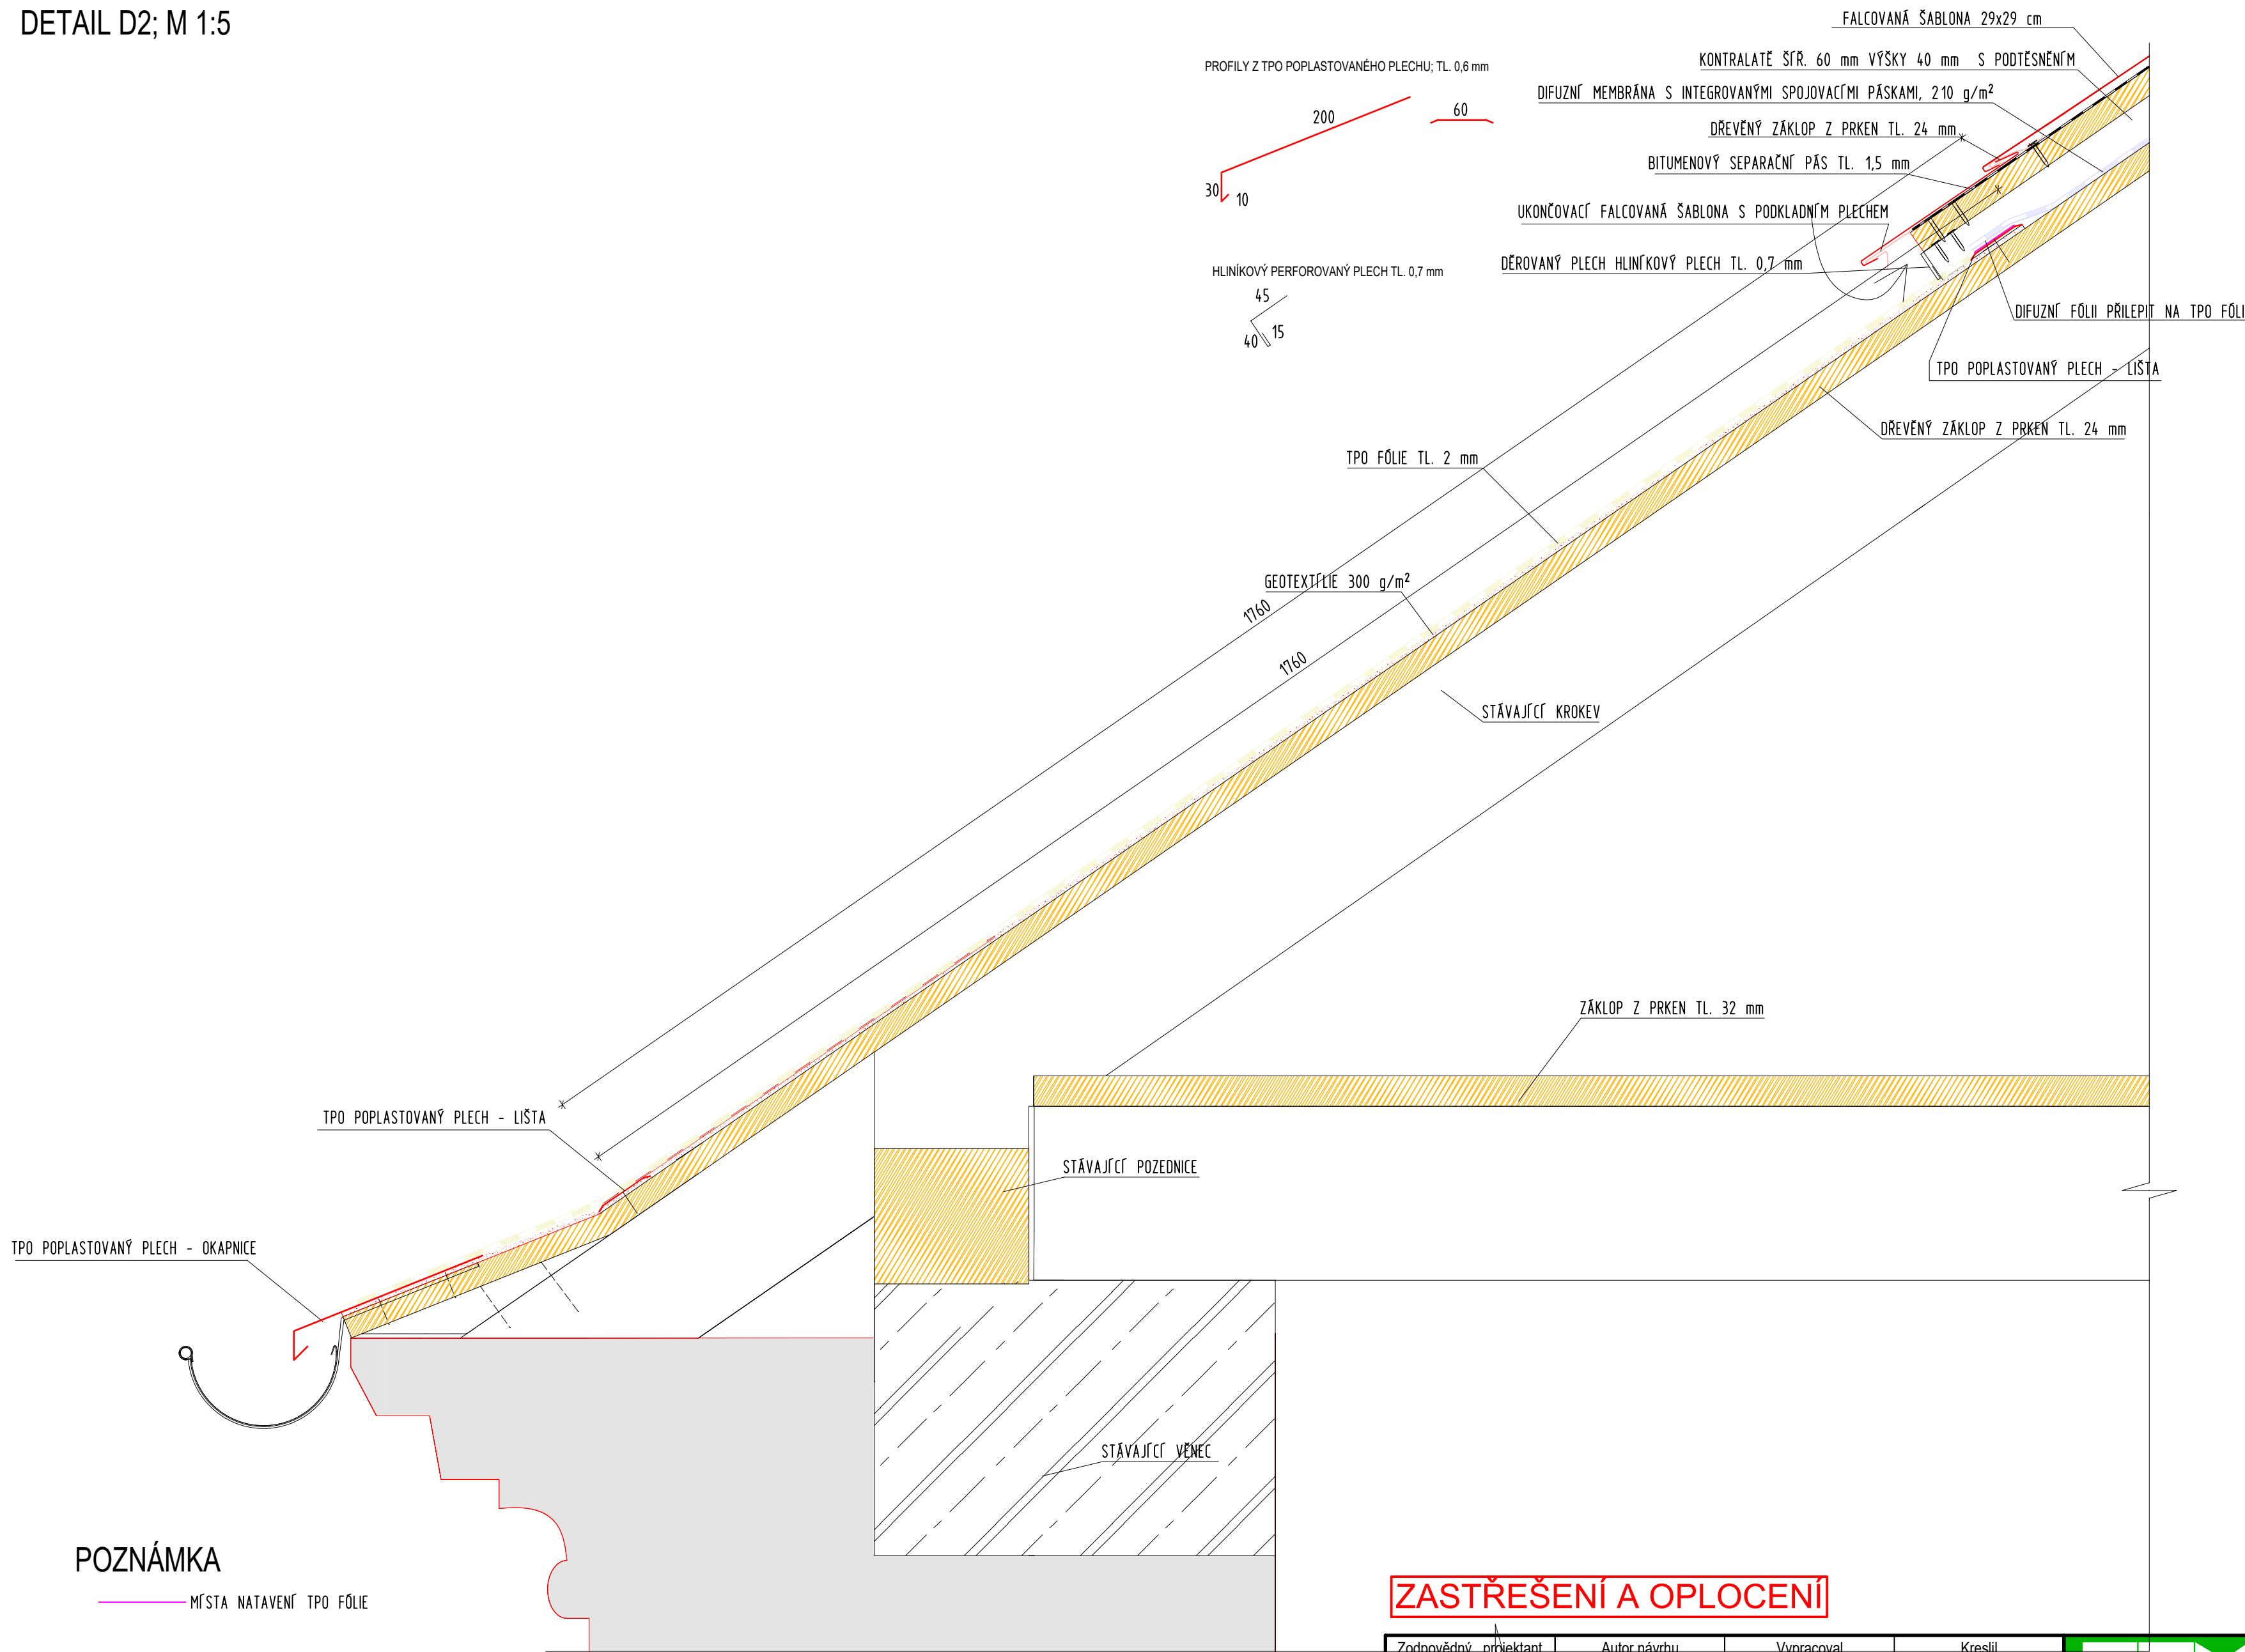 DETAIL D2; M 1:5
FALCOVANÁ ŠABLONA 29x29 cm
PROFILY Z TPO POPLASTOVANÉHO PLECHU; TL. 0,6 mm
KONTRALATĚ ŠÍŘ. 60 mm VÝŠKY 40 mm S PODTĚSNĚNÍM
DIFUZNÍ MEMBRÁNA S INTEGROVANÝMI SPOJOVACÍMI PÁSKAMI, 210 g/m²
200
60
DŘEVĚNÝ ZÁKLOP Z PRKEN TL. 24 mm
BITUMENOVÝ SEPARAČNÍ PÁS TL. 1,5 mm
30
10
UKONČOVACÍ FALCOVANÁ ŠABLONA S PODKLADNÍM PLECHEM
DĚROVANÝ PLECH HLINÍKOVÝ PLECH TL. 0,7 mm
HLINÍKOVÝ PERFOROVANÝ PLECH TL. 0,7 mm
45
15
40
DIFUZNÍ FÓLII PŘILEPIT NA TPO FÓLI
TPO POPLASTOVANÝ PLECH - LIŠTA
DŘEVĚNÝ ZÁKLOP Z PRKEN TL. 24 mm
TPO FÓLIE TL. 2 mm
GEOTEXTÍLIE 300 g/m²
1760
1760
STÁVAJÍCÍ KROKEV
ZÁKLOP Z PRKEN TL. 32 mm
TPO POPLASTOVANÝ PLECH - LIŠTA
STÁVAJÍCÍ POZEDNICE
TPO POPLASTOVANÝ PLECH - OKAPNICE
STÁVAJÍCÍ VĚNEC
POZNÁMKA
MÍSTA NATAVENÍ TPO FÓLIE
ZASTŘEŠENÍ A OPLOCENÍ
Zodpovědný projektant
Autor návrhu
Vypracoval
Kreslil